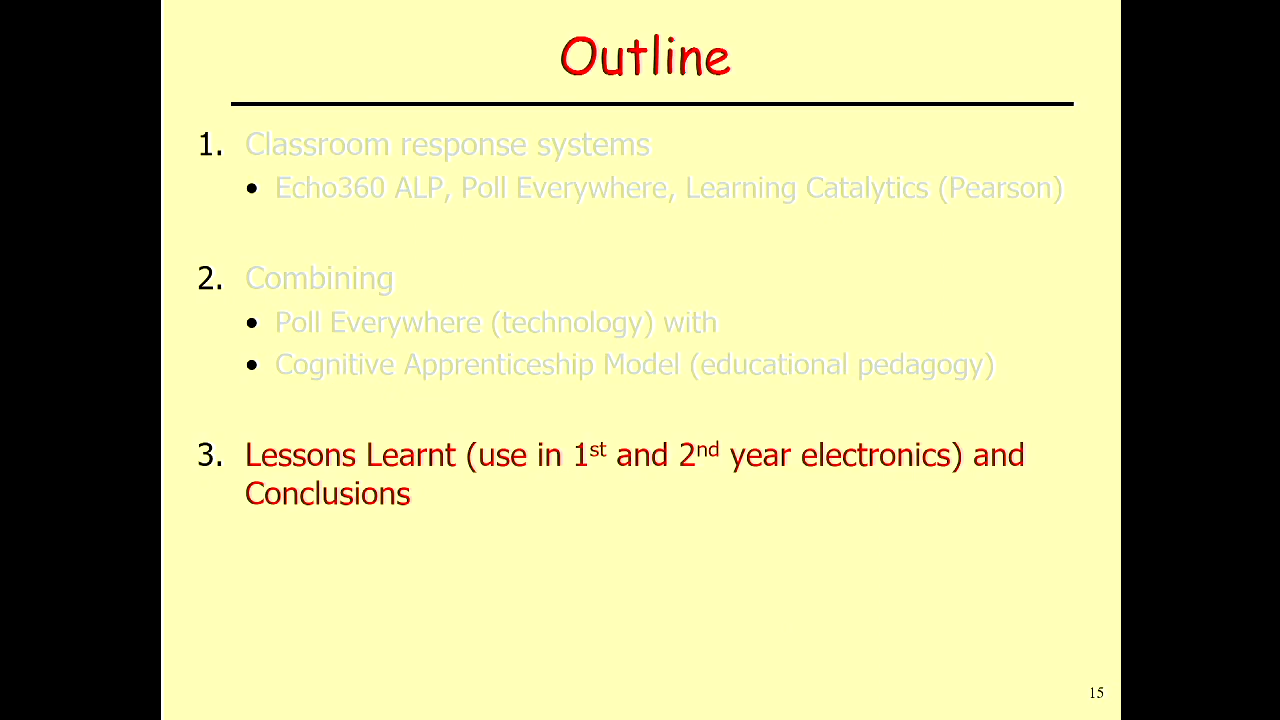 Outline
1. Classroom response systems
• Echo360 ALP, Poll Everywhere, Learning Catalytics (Pearson)
2. Combining
• Poll Everywhere (technology) with
• Cognitive Apprenticeship Model (educational pedagogy)
3. Lessons Learnt (use in 1st and 2nd year electronics) and
Conclusions
15